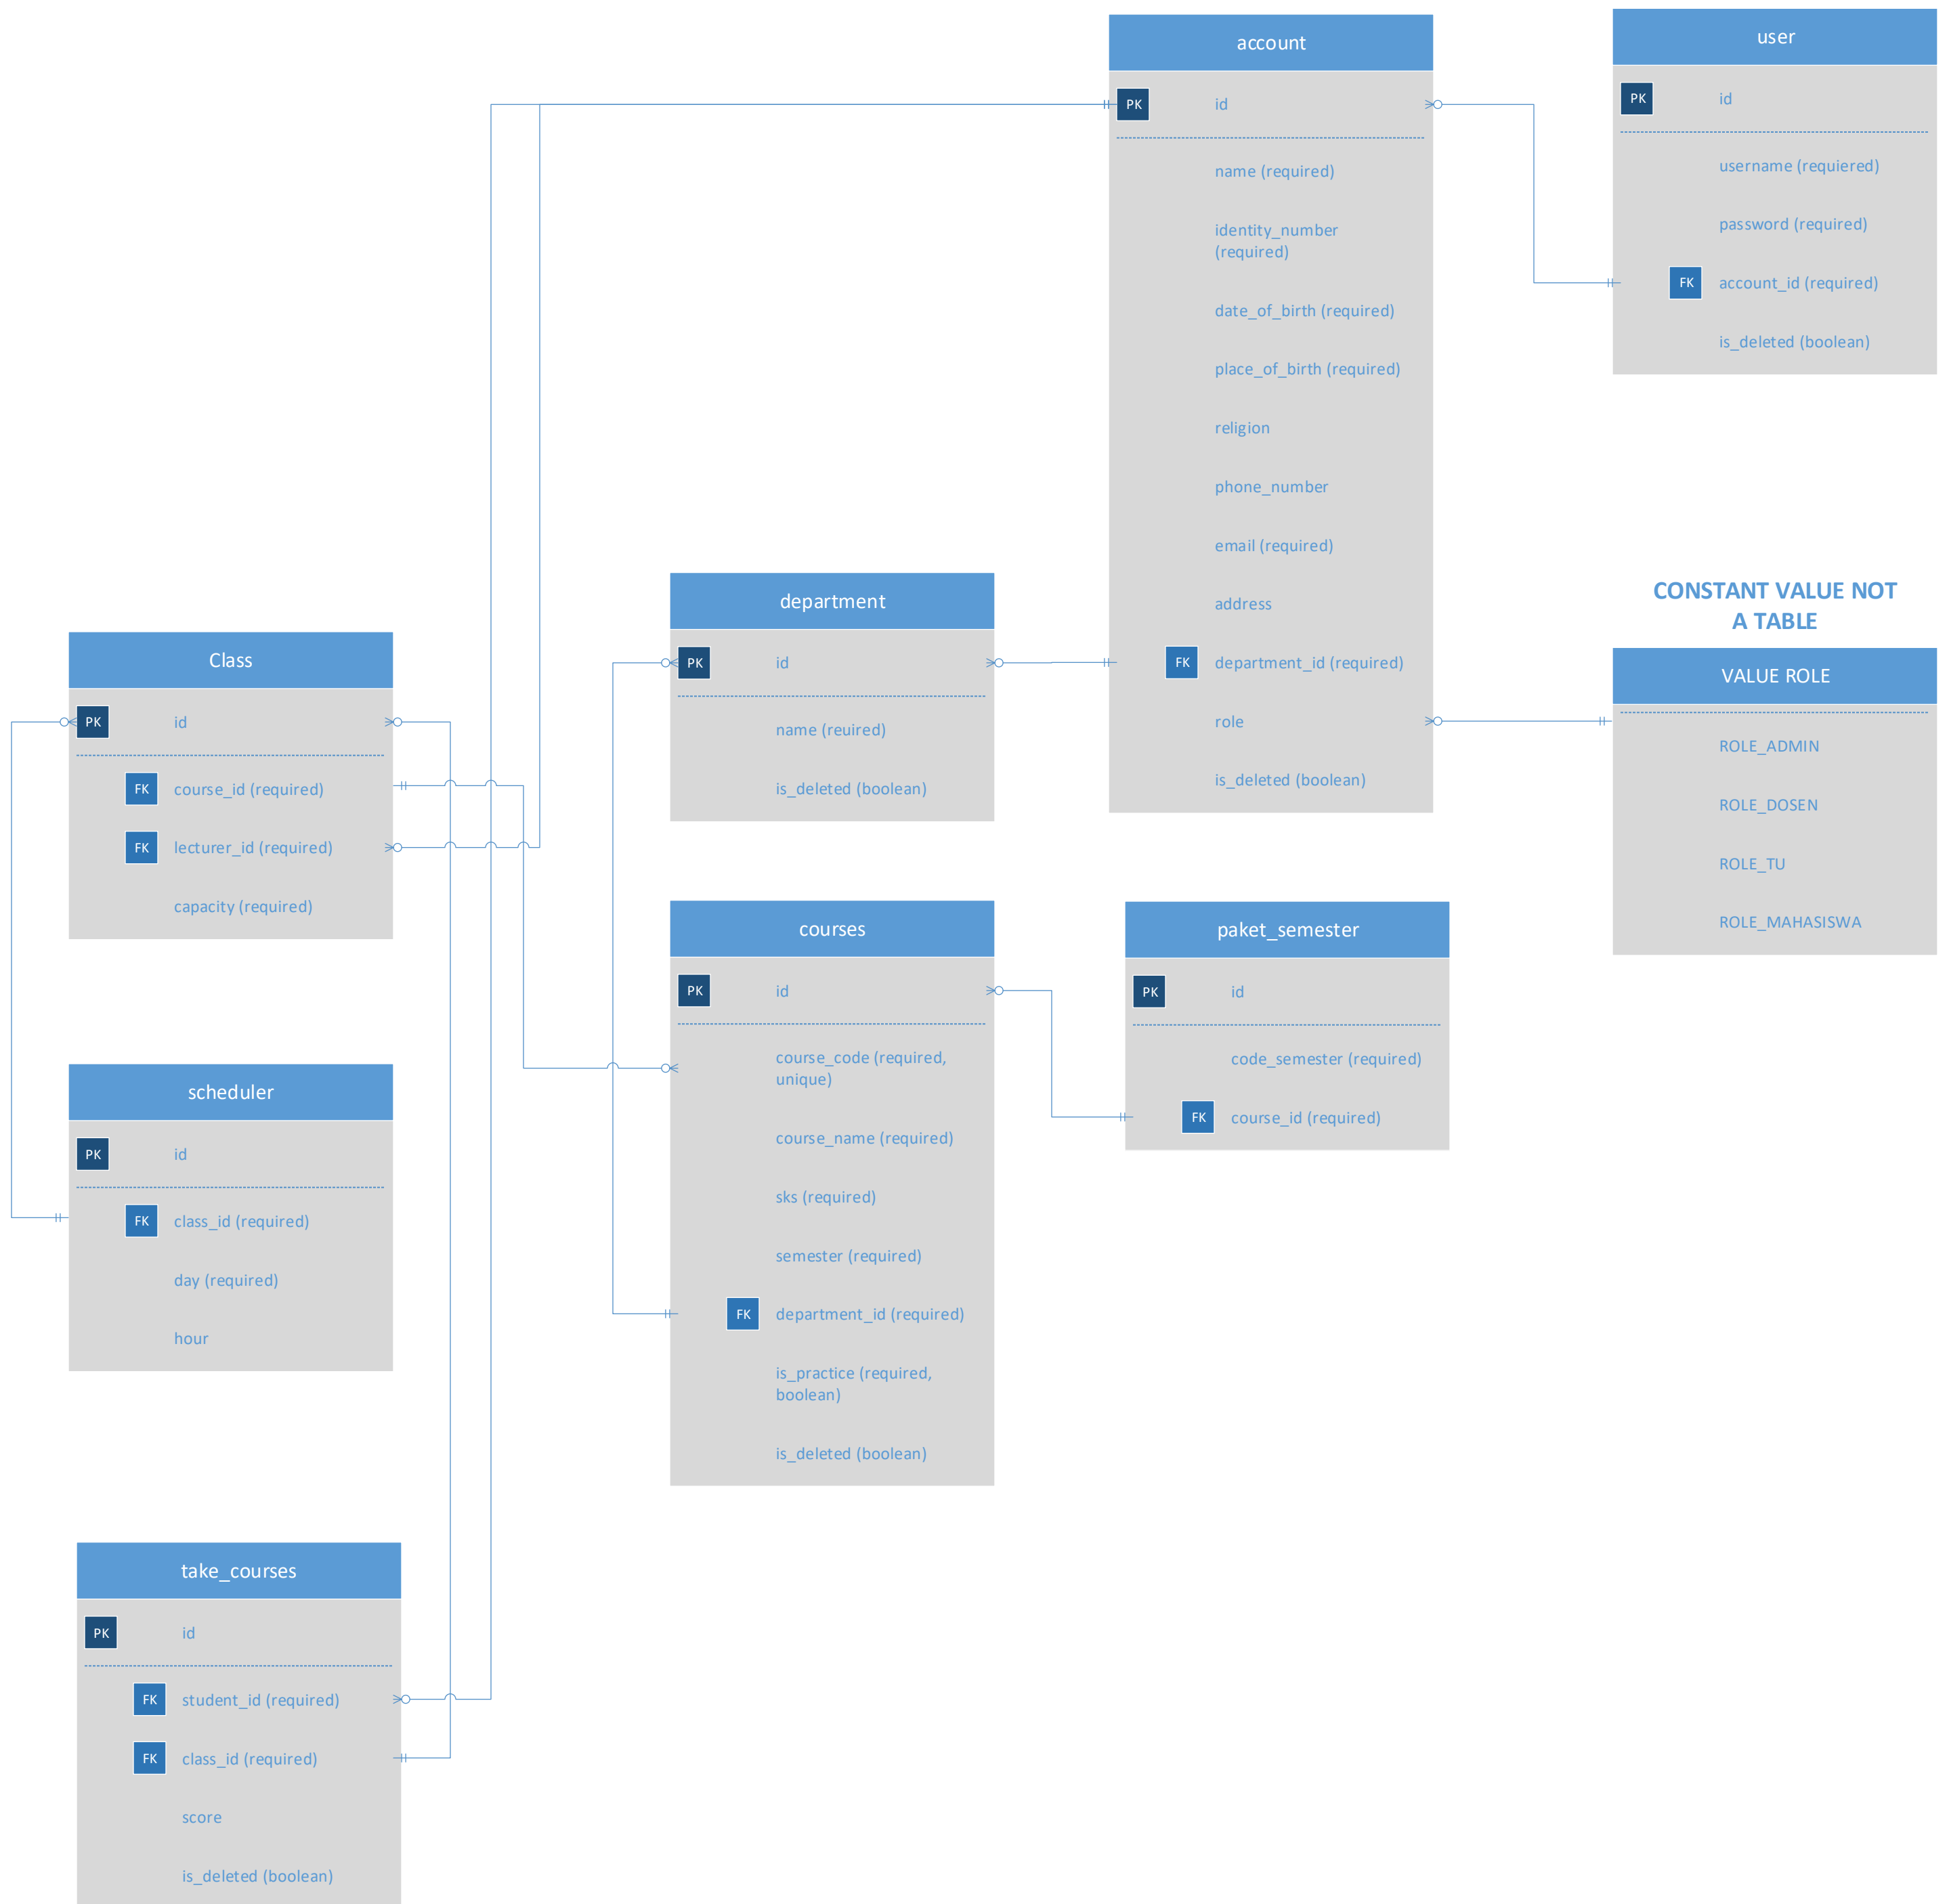 account
PK
id
name (required)
identity_number
(required)
date_of_birth (required)
place_of_birth (required)
religion
phone_number
email (required)
address
FK
department_id (required)
role
is_deleted (boolean)
user
PK
id
username (requiered)
password (required)
FK
account_id (required)
is_deleted (boolean)
CONSTANT VALUE NOT
A TABLE
VALUE ROLE
ROLE_ADMIN
ROLE_DOSEN
ROLE_TU
ROLE_MAHASISWA
department
PK
id
name (reuired)
is_deleted (boolean)
Class
PK
id
FK
course_id (required)
FK
lecturer_id (required)
capacity (required)
courses
PK
id
course_code (required,
unique)
course_name (required)
sks (required)
semester (required)
FK
department_id (required)
is_practice (required,
boolean)
is_deleted (boolean)
paket_semester
PK
id
code_semester (required)
FK
course_id (required)
scheduler
PK
id
FK
class_id (required)
day (required)
hour
take_courses
PK
id
FK
student_id (required)
FK
class_id (required)
score
is_deleted (boolean)